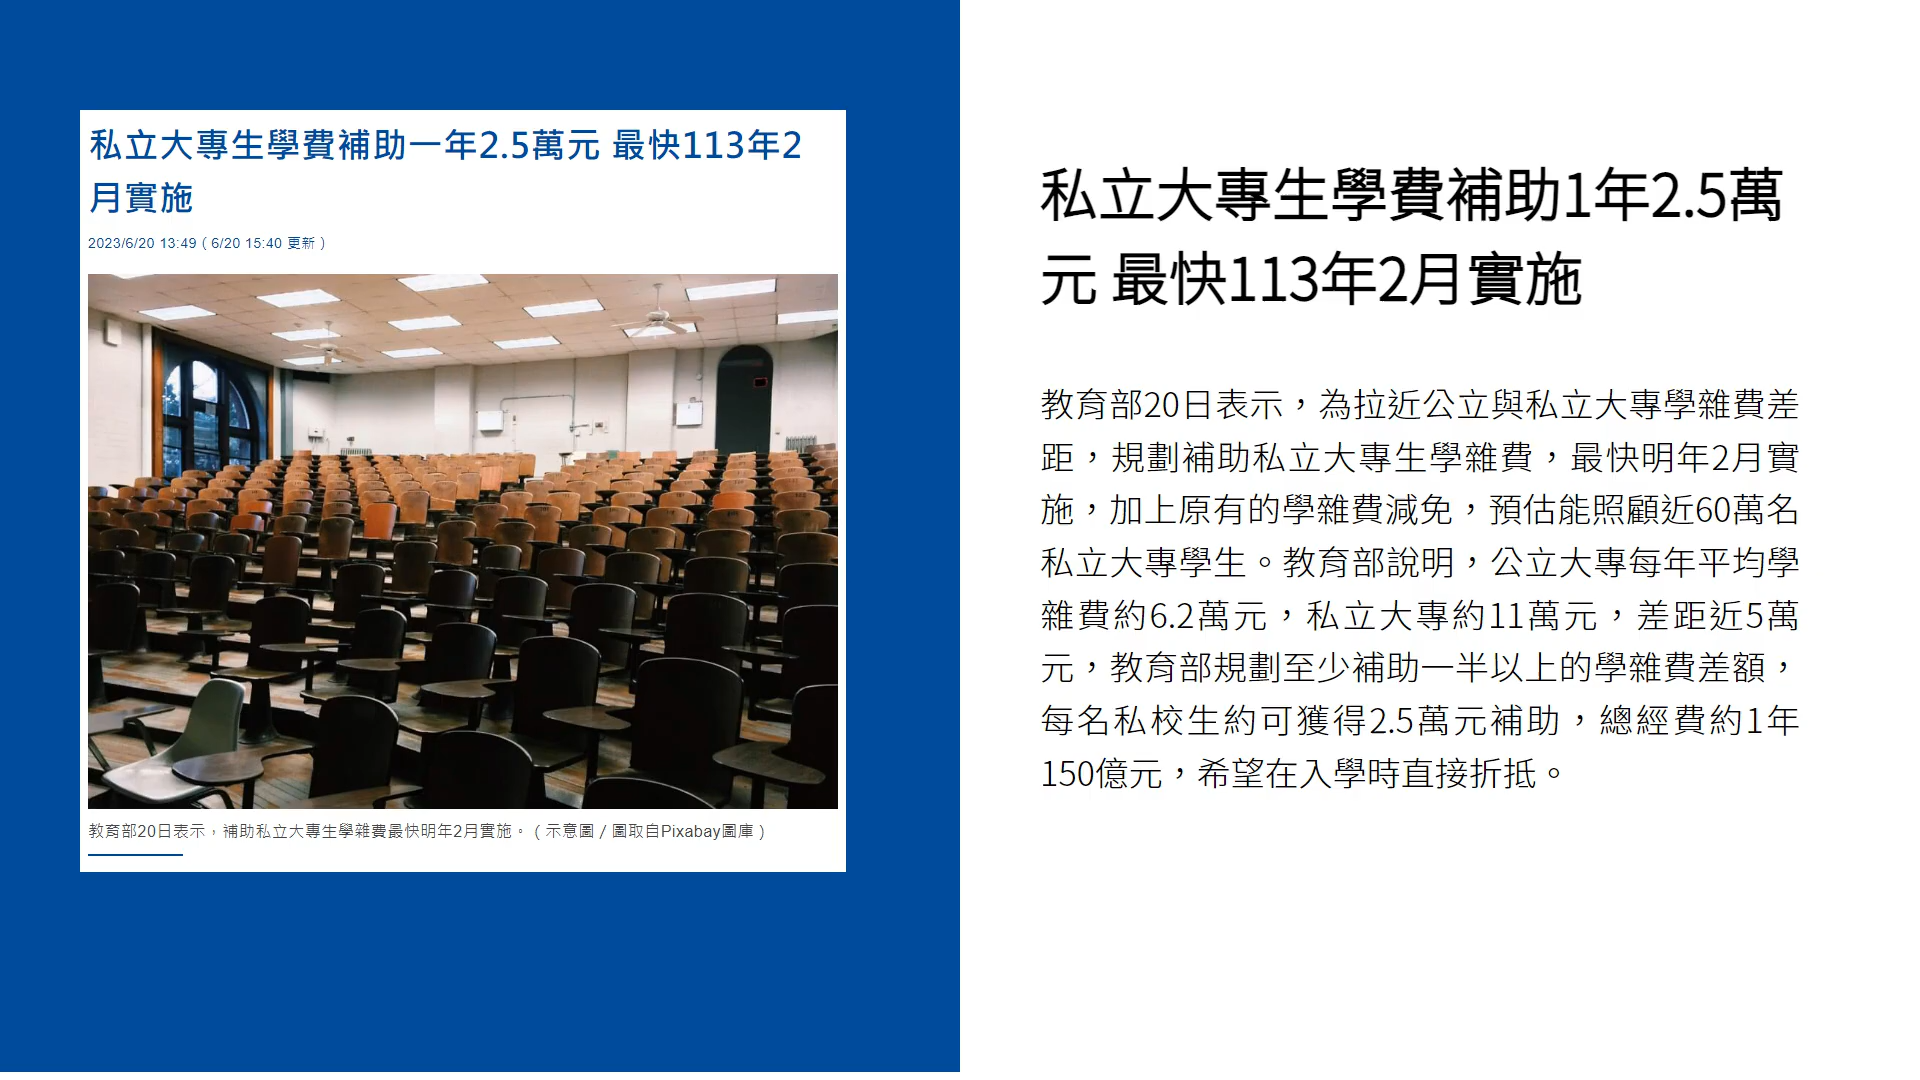 私立大專生學費補助一年2.5萬元 最快113年2
月實施
2023/6/20 13:49（6/20 15:40 更新）
教育部20日表示，補助私立大專生學雜費最快明年2月實施。（示意圖／圖取自Pixabay圖庫）
私立大專生學費補助1年2.5萬
元 最快113年2月實施
教育部20日表示，為拉近公立與私立大專學雜費差
距，規劃補助私立大專生學雜費，最快明年2月實
施，加上原有的學雜費減免，預估能照顧近60萬名
私立大專學生。教育部說明，公立大專每年平均學
雜費約6.2萬元，私立大專約11萬元，差距近5萬
元，教育部規劃至少補助一半以上的學雜費差額，
每名私校生約可獲得2.5萬元補助，總經費約1年
150億元，希望在入學時直接折抵。